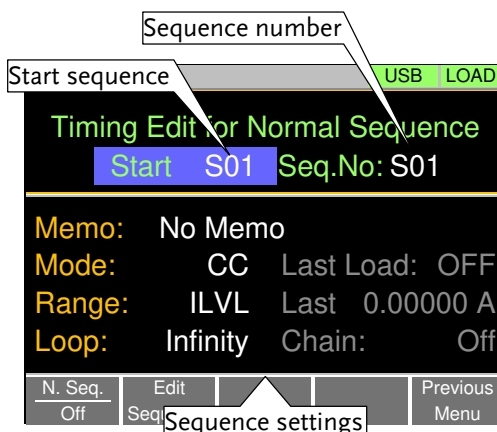 Sequence number
Start sequence
USB LOAD
Timing Edit for Normal Sequence
Start S01 Seq.No: S01
Memo: No Memo
Mode: CC Last Load: OFF
Range: ILVL Last 0.00000 A
Loop: Infinity Chain: Off
N. Seq. Edit Previous
Off Menu
Sequence settings